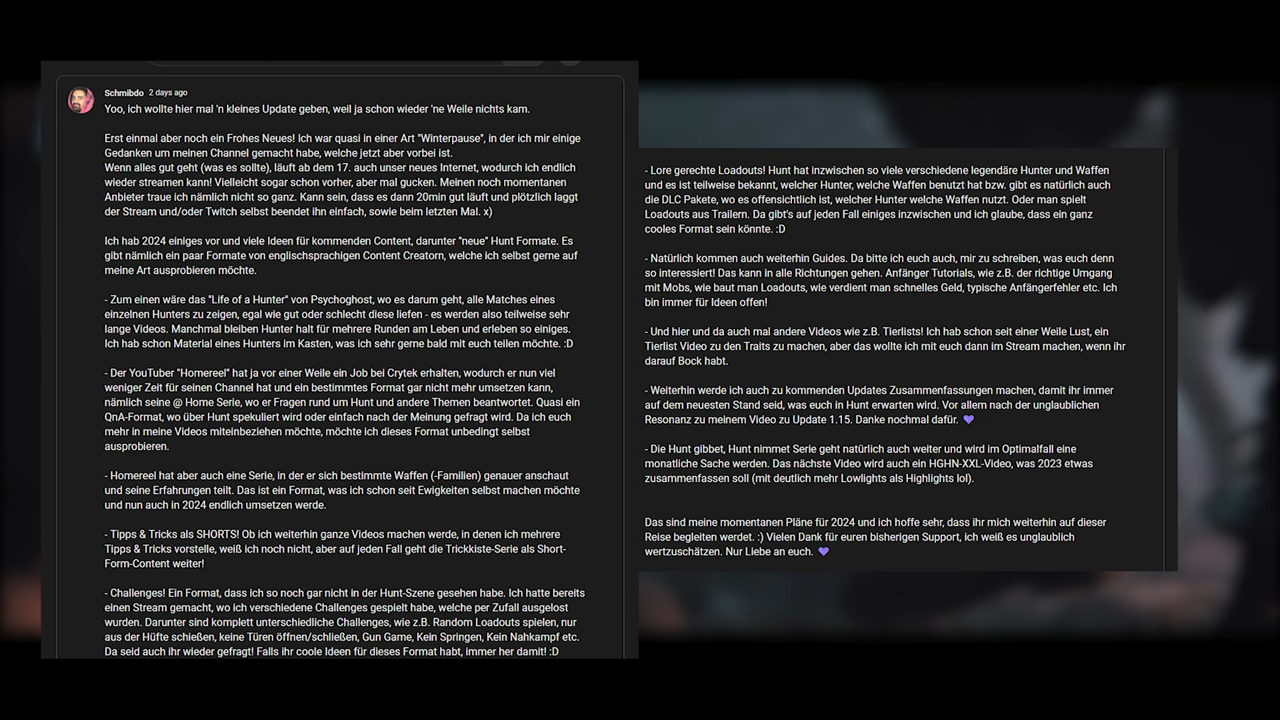 Schmibdo 2 days ago
Yoo, ich wollte hier mal 'n kleines Update geben, weil ja schon wieder 'ne Weile nichts kam.
Erst einmal aber noch ein Frohes Neues! Ich war quasi in einer Art "Winterpause", in der ich mir einige
Gedanken um meinen Channel gemacht habe, welche jetzt aber vorbei ist.
Wenn alles gut geht (was es sollte), läuft ab dem 17. auch unser neues Internet, wodurch ich endlich
wieder streamen kann! Vielleicht sogar schon vorher, aber mal gucken. Meinen noch momentanen
Anbieter traue ich nämlich nicht so ganz. Kann sein, dass es dann 20min gut läuft und plötzlich laggt
der Stream und/oder Twitch selbst beendet ihn einfach, sowie beim letzten Mal. x)
Ich hab 2024 einiges vor und viele Ideen für kommenden Content, darunter "neue" Hunt Formate. Es
gibt nämlich ein paar Formate von englischsprachigen Content Creatorn, welche ich selbst gerne auf
meine Art ausprobieren möchte.
- Zum einen wäre das "Life of a Hunter" von Psychoghost, wo es darum geht, alle Matches eines
einzelnen Hunters zu zeigen, egal wie gut oder schlecht diese liefen - es werden also teilweise sehr
lange Videos. Manchmal bleiben Hunter halt für mehrere Runden am Leben und erleben so einiges.
Ich hab schon Material eines Hunters im Kasten, was ich sehr gerne bald mit euch teilen möchte. :D
- Der YouTuber "Homereel" hat ja vor einer Weile ein Job bei Crytek erhalten, wodurch er nun viel
weniger Zeit für seinen Channel hat und ein bestimmtes Format gar nicht mehr umsetzen kann,
nämlich seine @ Home Serie, wo er Fragen rund um Hunt und andere Themen beantwortet. Quasi ein
QnA-Format, wo über Hunt spekuliert wird oder einfach nach der Meinung gefragt wird. Da ich euch
mehr in meine Videos miteinbeziehen möchte, möchte ich dieses Format unbedingt selbst
ausprobieren.
- Homereel hat aber auch eine Serie, in der er sich bestimmte Waffen (-Familien) genauer anschaut
und seine Erfahrungen teilt. Das ist ein Format, was ich schon seit Ewigkeiten selbst machen möchte
und nun auch in 2024 endlich umsetzen werde.
- Tipps & Tricks als SHORTS! Ob ich weiterhin ganze Videos machen werde, in denen ich mehrere
Tipps & Tricks vorstelle, weiß ich noch nicht, aber auf jeden Fall geht die Trickkiste-Serie als Short-
Form-Content weiter!
- Challenges! Ein Format, dass ich so noch gar nicht in der Hunt-Szene gesehen habe. Ich hatte bereits
einen Stream gemacht, wo ich verschiedene Challenges gespielt habe, welche per Zufall ausgelost
wurden. Darunter sind komplett unterschiedliche Challenges, wie z.B. Random Loadouts spielen, nur
aus der Hüfte schießen, keine Türen öffnen/schließen, Gun Game, Kein Springen, Kein Nahkampf etc.
Da seid auch ihr wieder gefragt! Falls ihr coole Ideen für dieses Format habt, immer her damit! :D
- Lore gerechte Loadouts! Hunt hat inzwischen so viele verschiedene legendäre Hunter und Waffen
und es ist teilweise bekannt, welcher Hunter, welche Waffen benutzt hat bzw. gibt es natürlich auch
die DLC Pakete, wo es offensichtlich ist, welcher Hunter welche Waffen nutzt. Oder man spielt
Loadouts aus Trailern. Da gibt's auf jeden Fall einiges inzwischen und ich glaube, dass ein ganz
cooles Format sein könnte. :D
- Natürlich kommen auch weiterhin Guides. Da bitte ich euch auch, mir zu schreiben, was euch denn
so interessiert! Das kann in alle Richtungen gehen. Anfänger Tutorials, wie z.B. der richtige Umgang
mit Mobs, wie baut man Loadouts, wie verdient man schnelles Geld, typische Anfängerfehler etc. Ich
bin immer für Ideen offen!
- Und hier und da auch mal andere Videos wie z.B. Tierlists! Ich hab schon seit einer Weile Lust, ein
Tierlist Video zu den Traits zu machen, aber das wollte ich mit euch dann im Stream machen, wenn ihr
darauf Bock habt.
- Weiterhin werde ich auch zu kommenden Updates Zusammenfassungen machen, damit ihr immer
auf dem neuesten Stand seid, was euch in Hunt erwarten wird. Vor allem nach der unglaublichen
Resonanz zu meinem Video zu Update 1.15. Danke nochmal dafür. 💜
- Die Hunt gibbet, Hunt nimmet Serie geht natürlich auch weiter und wird im Optimalfall eine
monatliche Sache werden. Das nächste Video wird auch ein HGHN-XXL-Video, was 2023 etwas
zusammenfassen soll (mit deutlich mehr Lowlights als Highlights lol).
Das sind meine momentanen Pläne für 2024 und ich hoffe sehr, dass ihr mich weiterhin auf dieser
Reise begleiten werdet. :) Vielen Dank für euren bisherigen Support, ich weiß es unglaublich
wertzuschätzen. Nur Liebe an euch. 💜